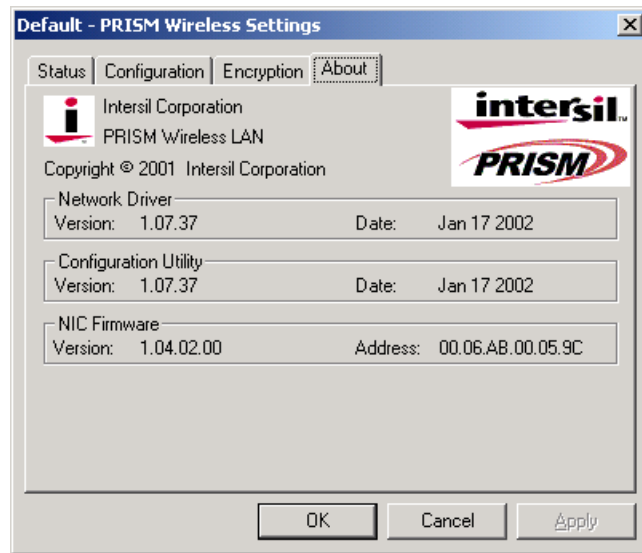 Default - PRISM Wireless Settings
Status Configuration Encryption About
Intersil Corporation
PRISM Wireless LAN
Copyright © 2001 Intersil Corporation
intersil™
PRISM
Network Driver
Version: 1.07.37 Date: Jan 17 2002
Configuration Utility
Version: 1.07.37 Date: Jan 17 2002
NIC Firmware
Version: 1.04.02.00 Address: 00.06.AB.00.05.9C
OK Cancel Apply